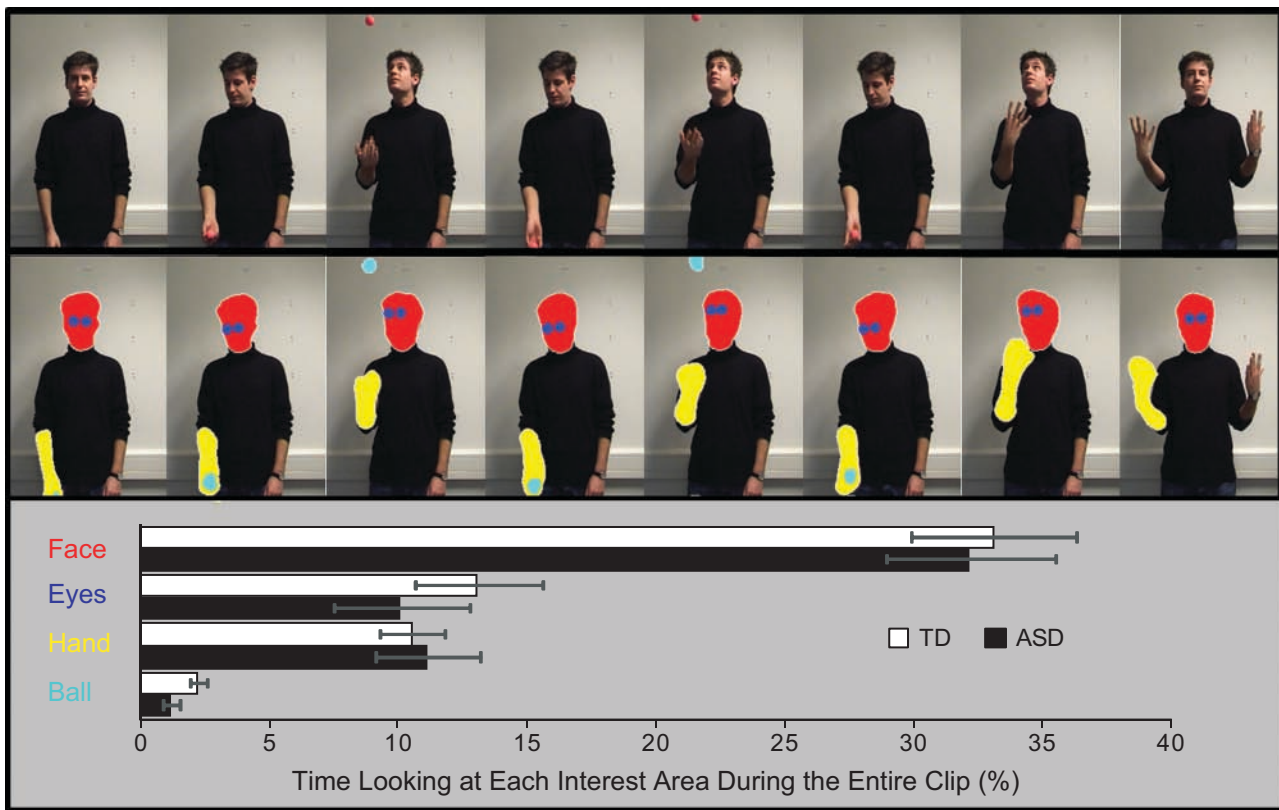 Face
Eyes
Hand
Ball
TD ASD
0 5 10 15 20 25 30 35 40
Time Looking at Each Interest Area During the Entire Clip (%)